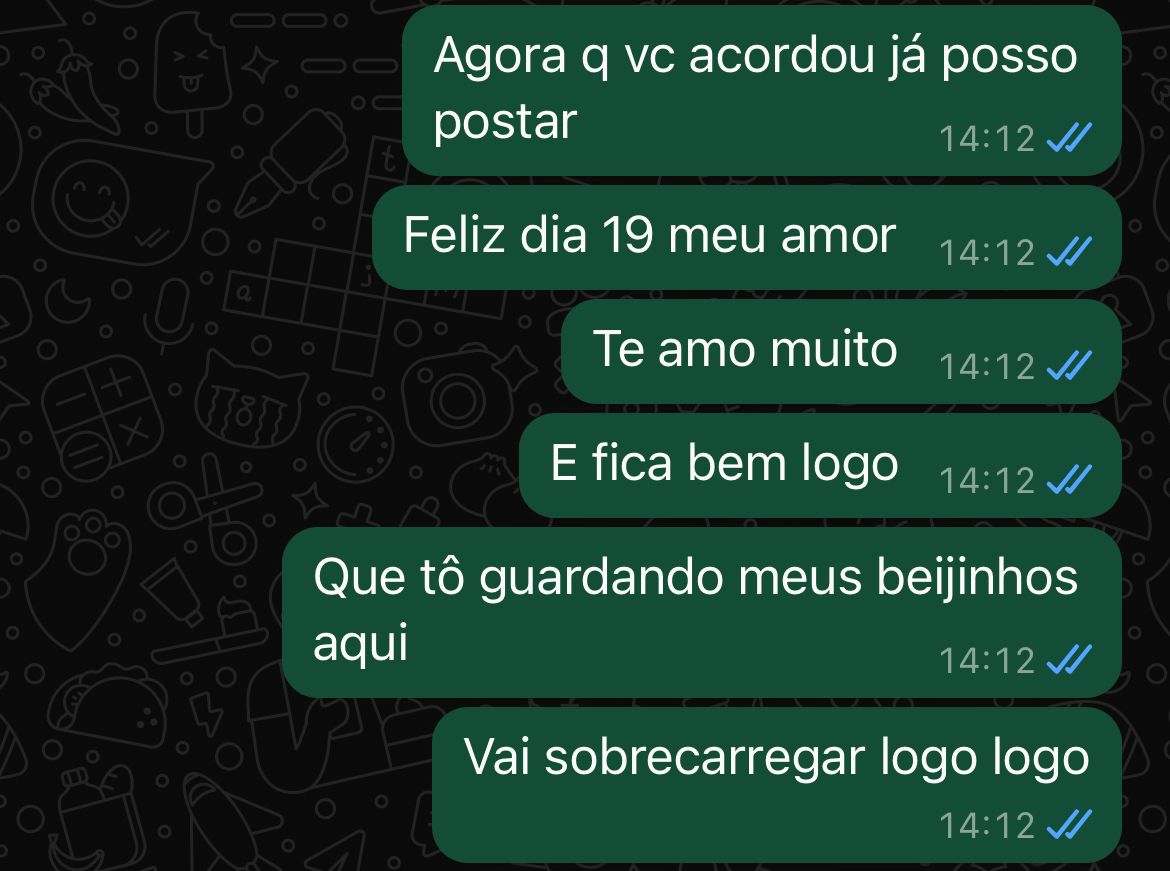 Agora q vc acordou já posso
postar
14:12
Feliz dia 19 meu amor
14:12
Te amo muito
14:12
E fica bem logo
14:12
Que tô guardando meus beijinhos
aqui
14:12
Vai sobrecarregar logo logo
14:12